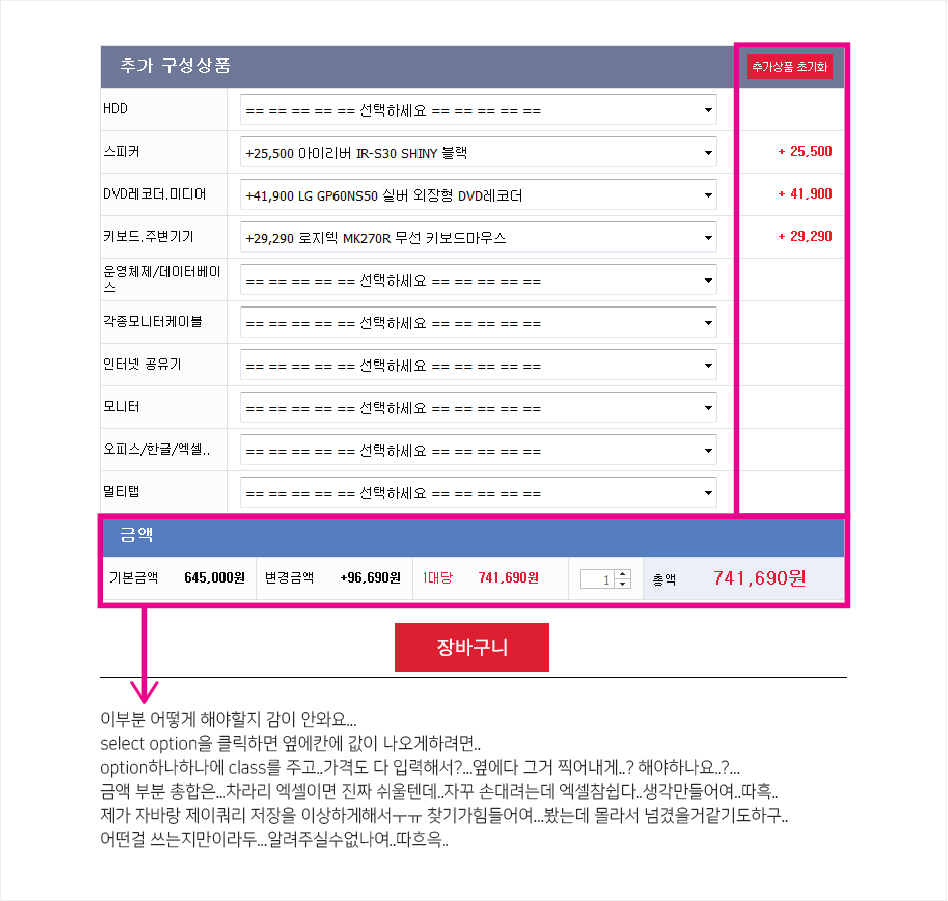 추가 구성상품 추가상품 초기화
HDD == == == == == 선택하세요 == == == == ==
스피커 +25,500 아이리버 IR-S30 SHINY 블랙 + 25,500
DVD레코더,미디어 +41,900 LG GP60NS50 실버 외장형 DVD레코더 + 41,900
키보드,주변기기 +29,290 로지텍 MK270R 무선 키보드마우스 + 29,290
운영체제/데이터베이
스 == == == == == 선택하세요 == == == == ==
각종모니터케이블 == == == == == 선택하세요 == == == == ==
인터넷 공유기 == == == == == 선택하세요 == == == == ==
모니터 == == == == == 선택하세요 == == == == ==
오피스/한글/엑셀.. == == == == == 선택하세요 == == == == ==
멀티탭 == == == == == 선택하세요 == == == == ==
금액
기본금액 645,000원 변경금액 +96,690원 1대당 741,690원 1 총액 741,690원
장바구니
이부분 어떻게 해야할지 감이 안와요...
select option을 클릭하면 옆에칸에 값이 나오게하려면..
option하나하나에 class를 주고..가격도 다 입력해서?...옆에다 그거 찍어내게..? 해야하나요..?...
금액 부분 총합은...차라리 엑셀이면 진짜 쉬울텐데..자꾸 손대려는데 엑셀참쉽다..생각만들어여..따흑..
제가 자바랑 제이쿼리 저장을 이상하게해서ㅜㅠ 찾기가힘들어여...봤는데 몰라서 넘겼을거같기도하구..
어떤걸 쓰는지만이라두...알려주실수없나여..따흐윽..